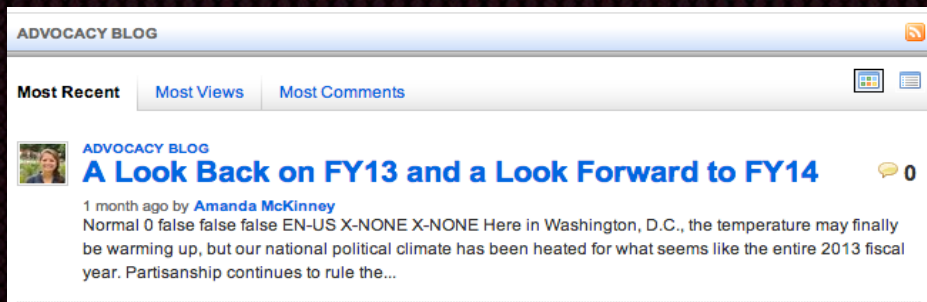 ADVOCACY BLOG
Most Recent
Most Views
Most Comments
ADVOCACY BLOG
A Look Back on FY13 and a Look Forward to FY14
0
1 month ago by Amanda McKinney
Normal 0 false false false EN-US X-NONE X-NONE Here in Washington, D.C., the temperature may finally
be warming up, but our national political climate has been heated for what seems like the entire 2013 fiscal
year. Partisanship continues to rule the...